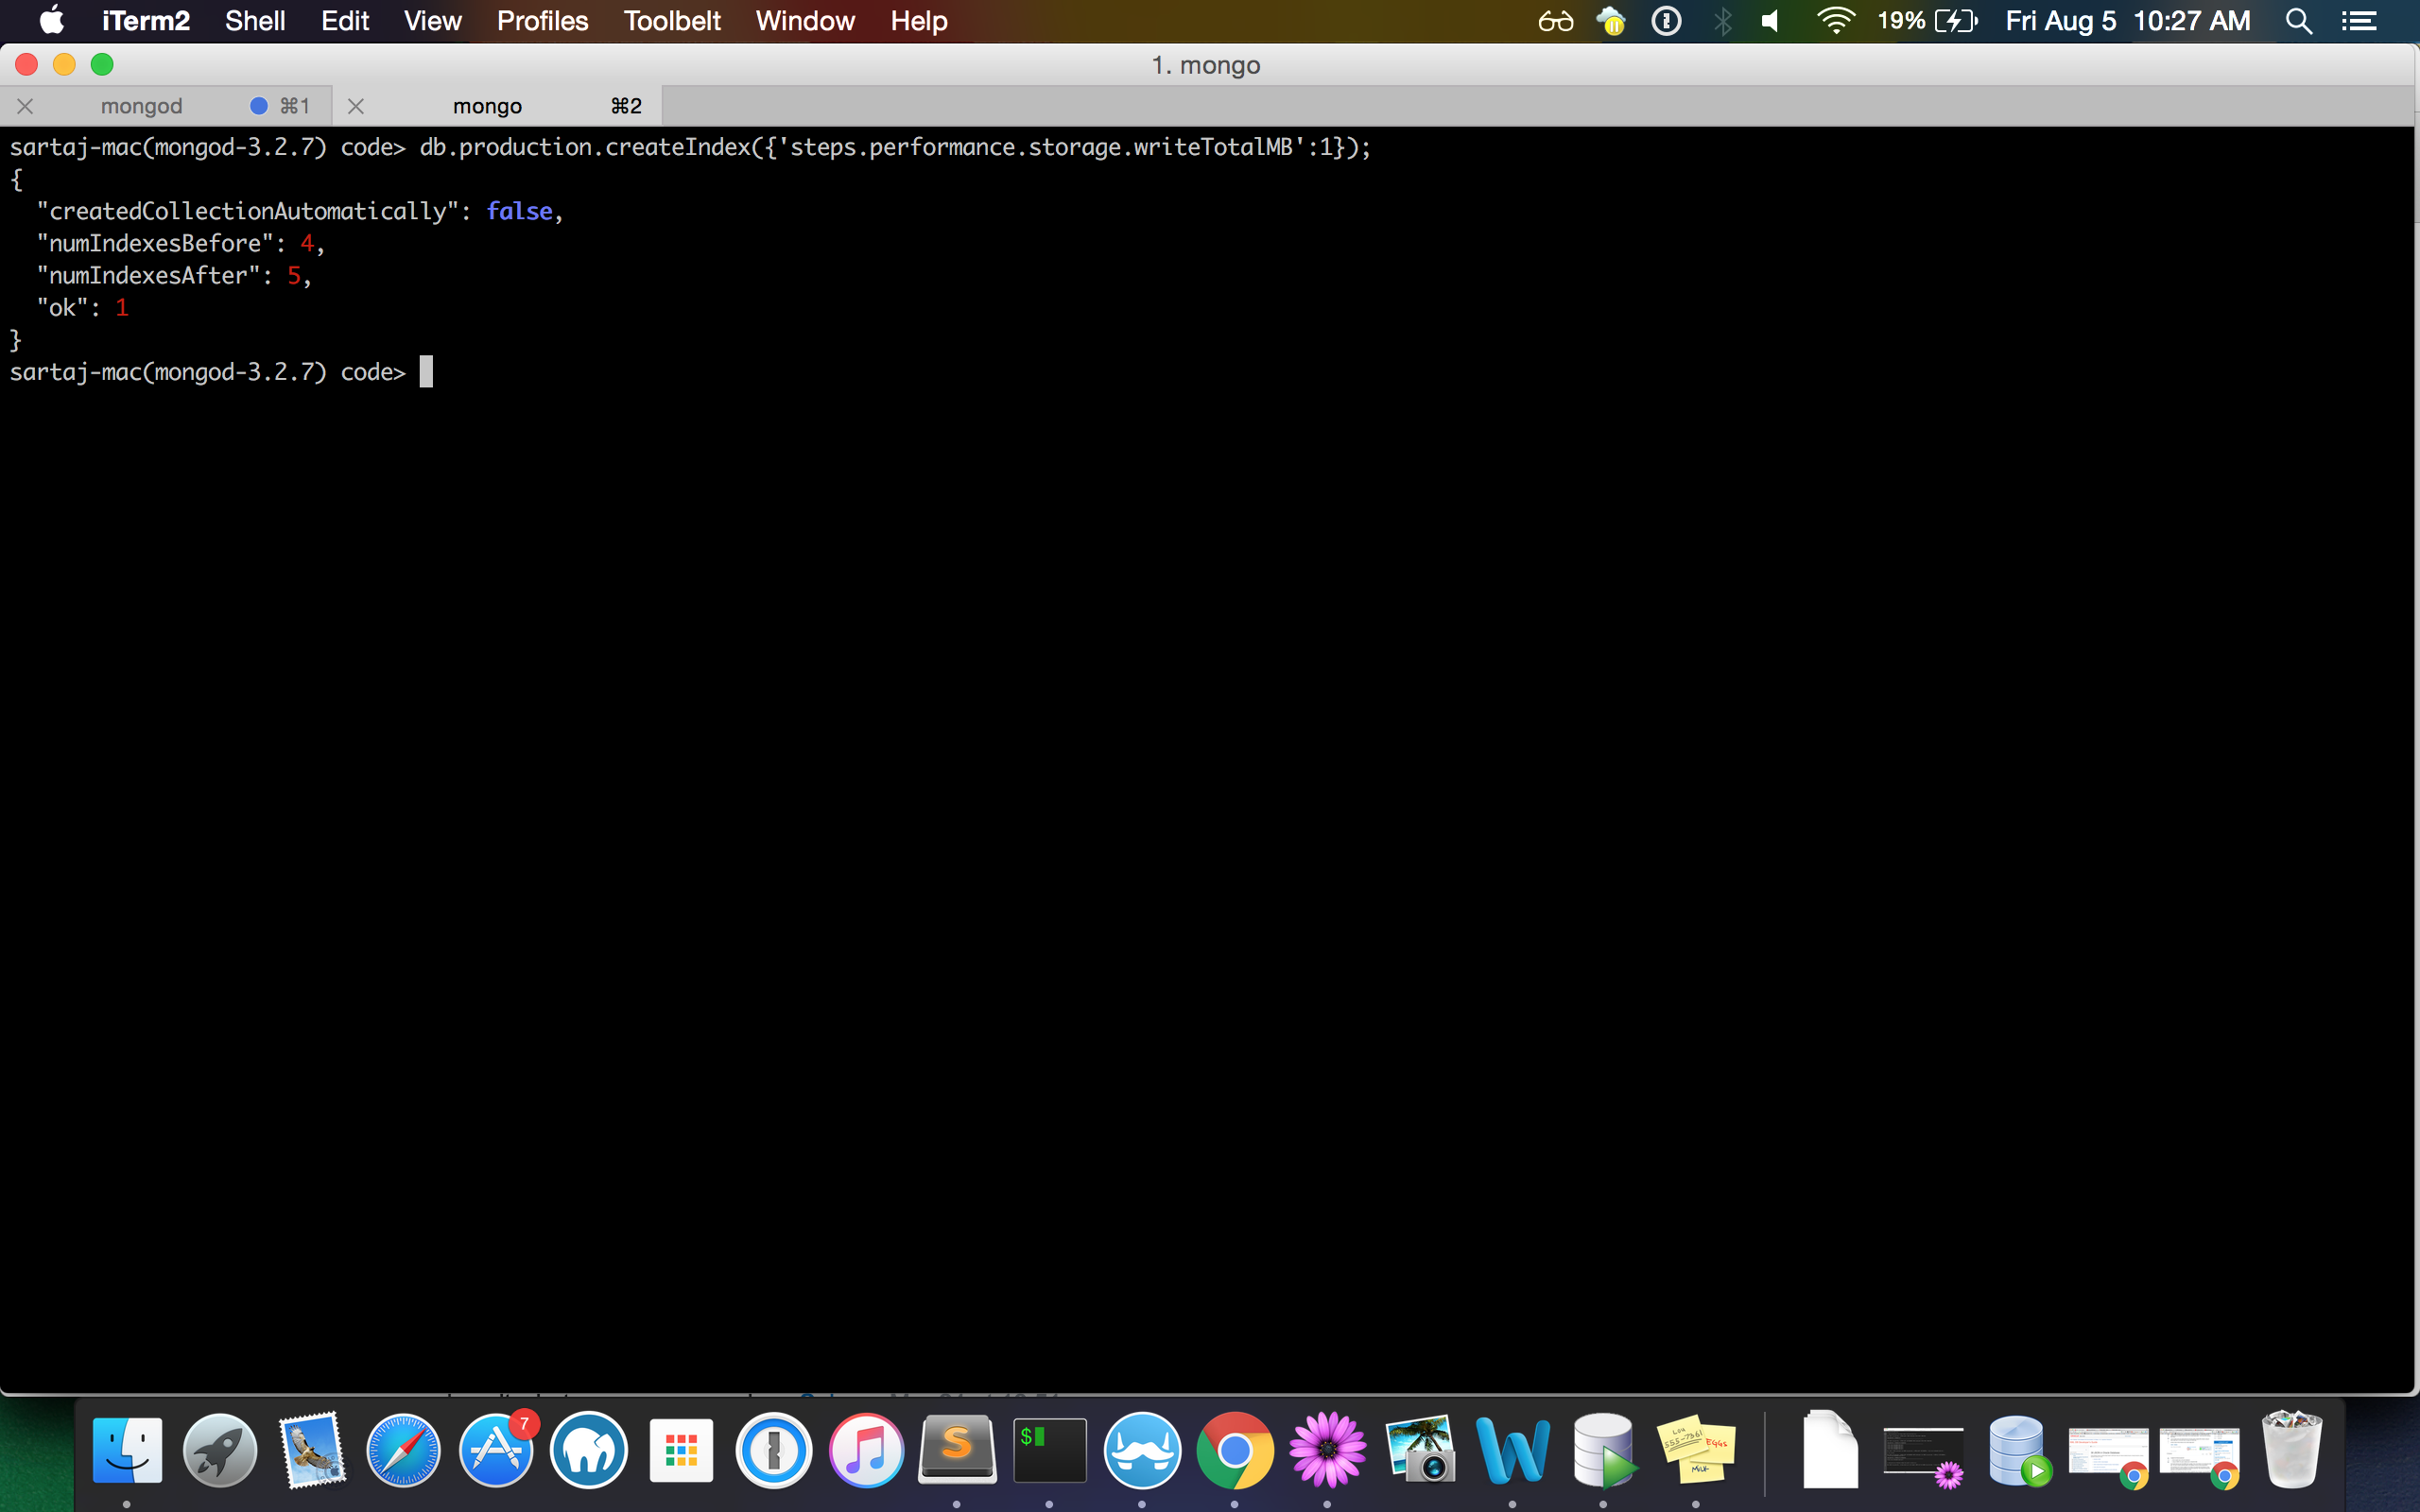 iTerm2 Shell Edit View Profiles Toolbelt Window Help 19% Fri Aug 5 10:27 AM
1. mongo
mongod ⌘1 mongo ⌘2
sartaj-mac(mongod-3.2.7) code> db.production.createIndex({'steps.performance.storage.writeTotalMB':1});
{
  "createdCollectionAutomatically": false,
  "numIndexesBefore": 4,
  "numIndexesAfter": 5,
  "ok": 1
}
sartaj-mac(mongod-3.2.7) code>
7
$
EGGS
MILK